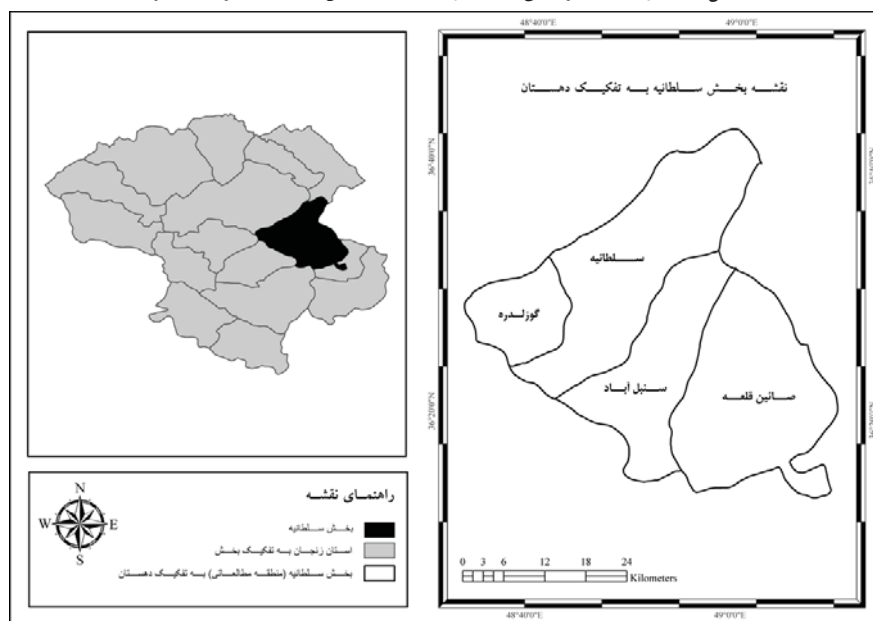 48°40'0"E
49°0'0"E
نقشه بخش سلطانیه به تفکیک دهستان
36°40'0"N
سلطانیه
گوزلدره
سنبل آباد
صائین قلعه
36°20'0"N
راهنمای نقشه
بخش سلطانیه
استان زنجان به تفکیک بخش
بخش سلطانیه (منطقه مطالعاتی) به تفکیک دهستان
N
W
E
S
0 3 6 12 18 24
Kilometers
48°40'0"E
49°0'0"E